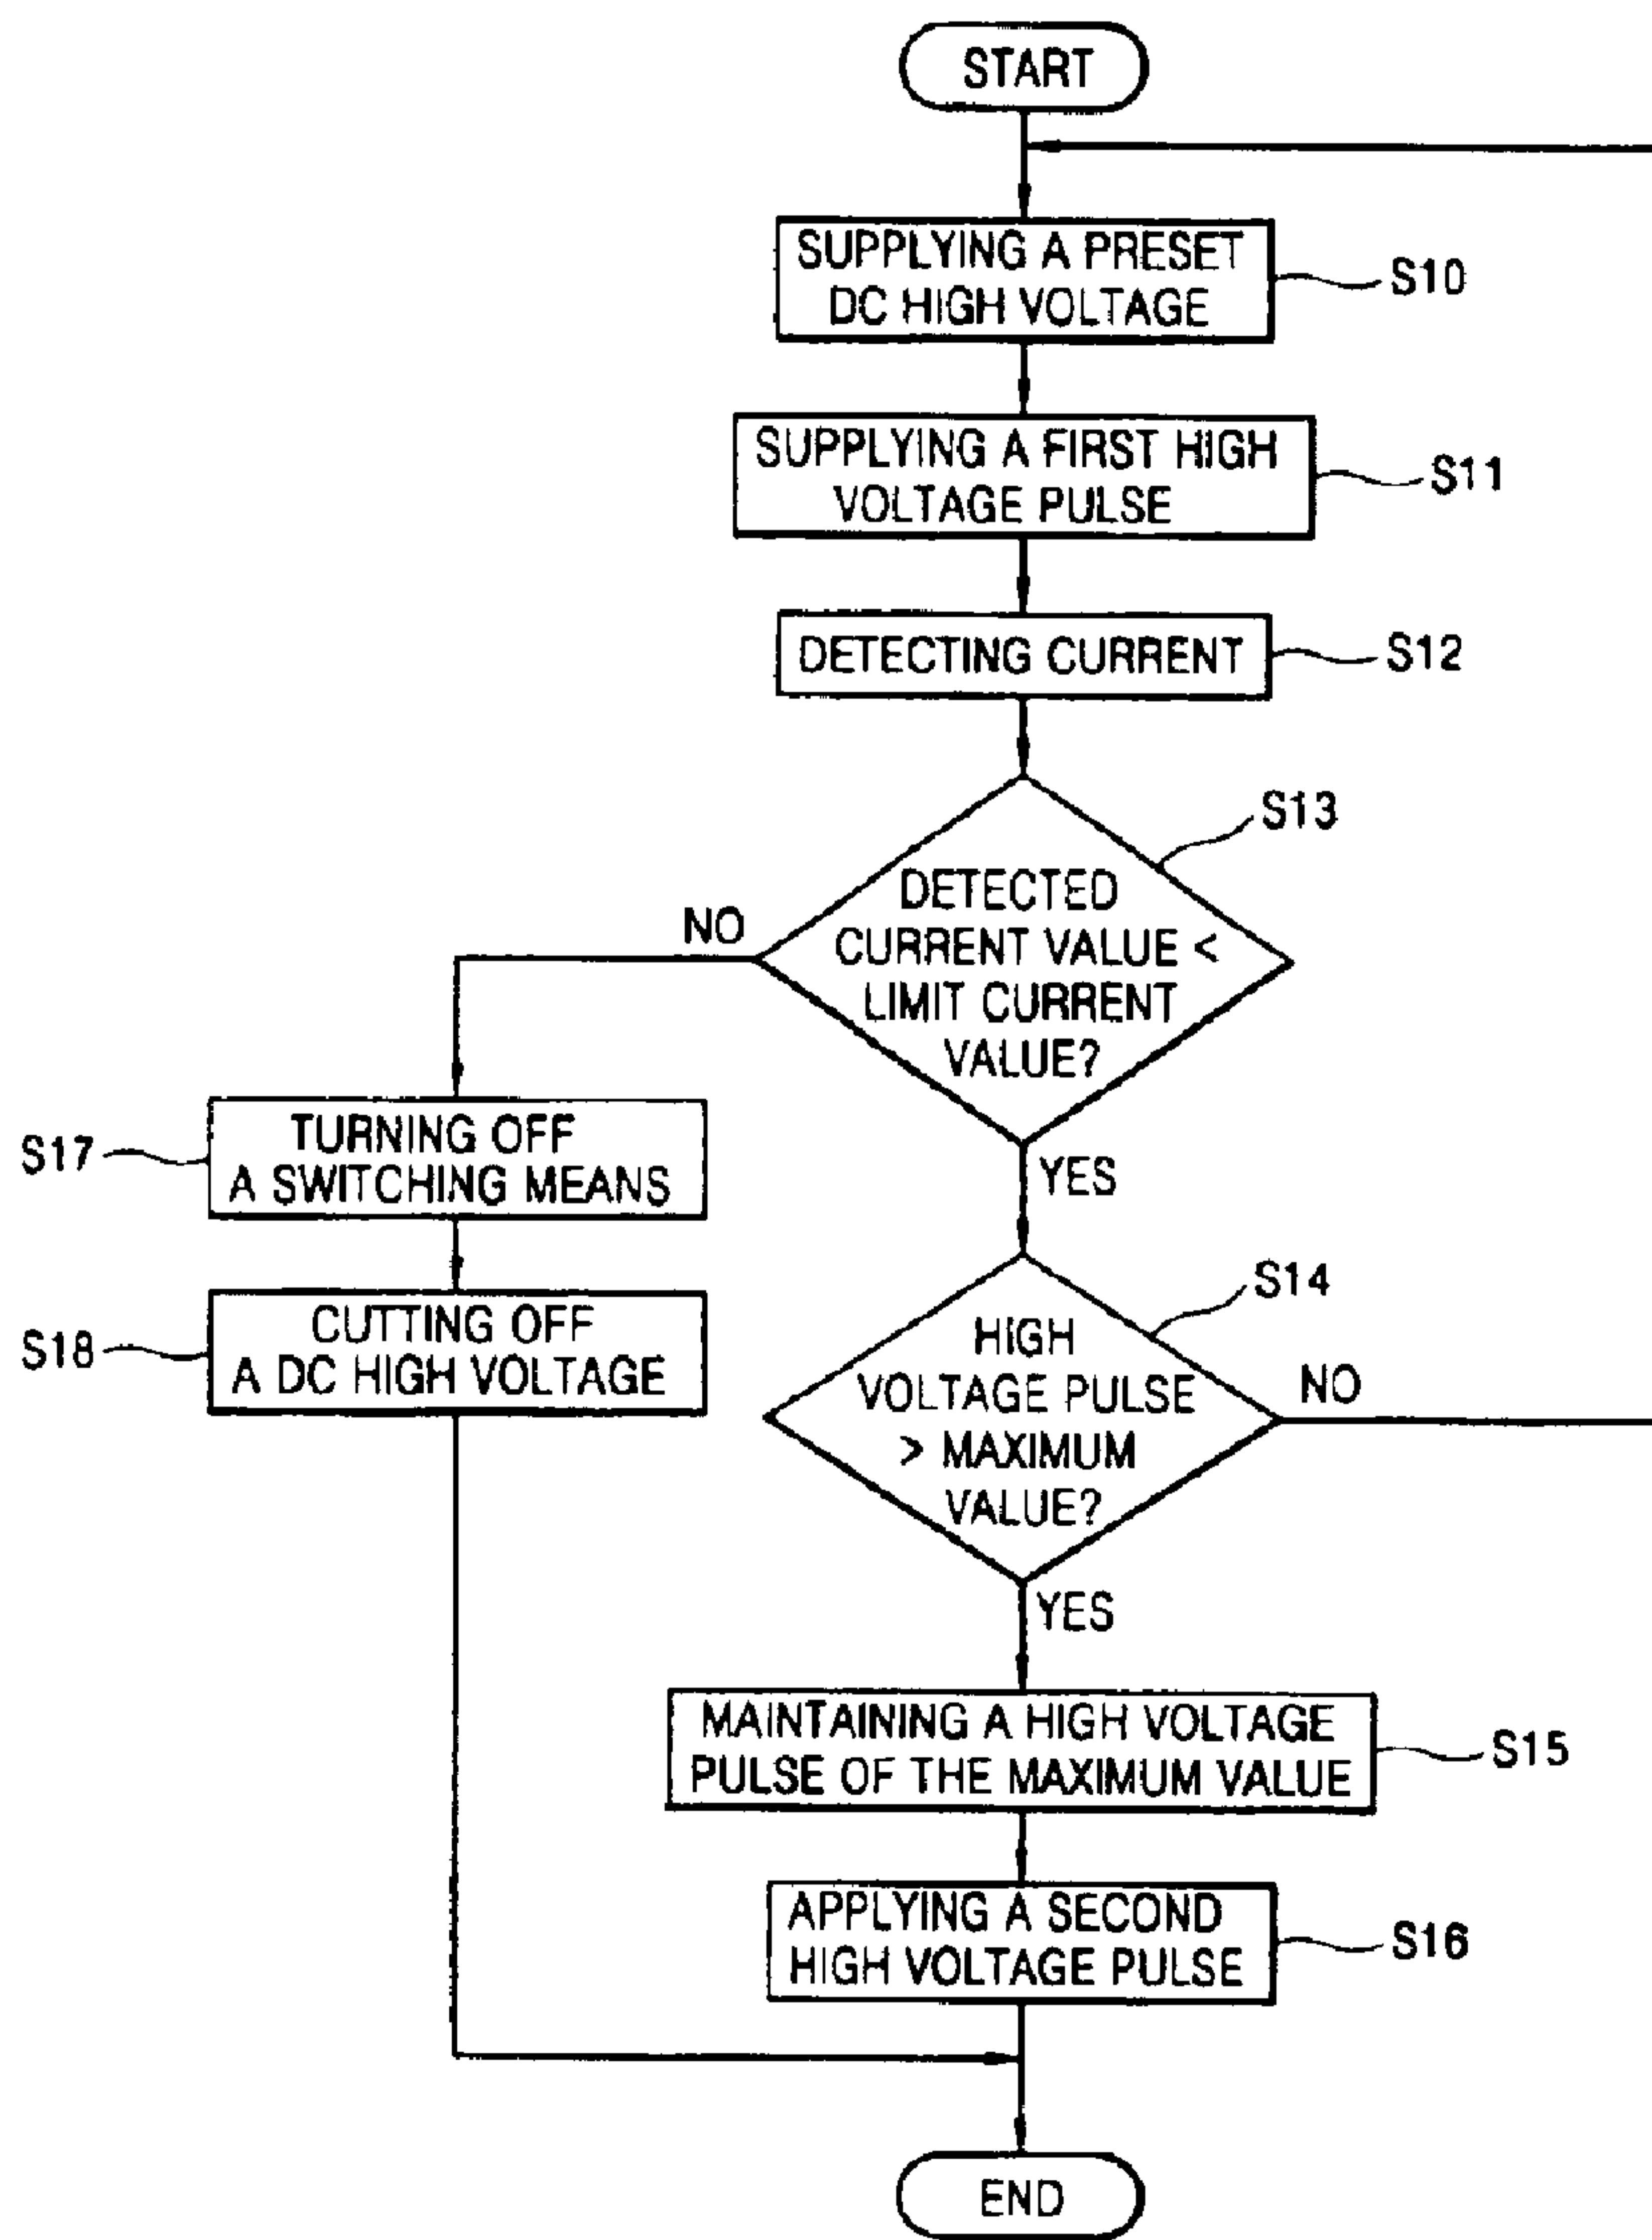 START
SUPPLYING A PRESET
DC HIGH VOLTAGE
S10
SUPPLYING A FIRST HIGH
VOLTAGE PULSE
S11
DETECTING CURRENT
S12
S13
DETECTED
CURRENT VALUE <
LIMIT CURRENT
VALUE?
NO
YES
S17
TURNING OFF
A SWITCHING MEANS
S18
CUTTING OFF
A DC HIGH VOLTAGE
S14
HIGH
VOLTAGE PULSE
> MAXIMUM
VALUE?
NO
YES
MAINTAINING A HIGH VOLTAGE
PULSE OF THE MAXIMUM VALUE
S15
APPLYING A SECOND
HIGH VOLTAGE PULSE
S16
END